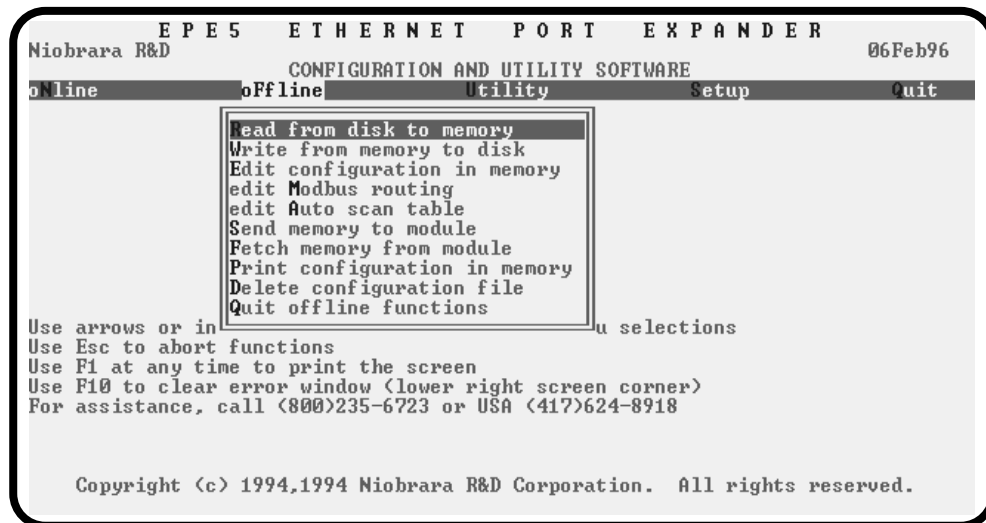 E P E 5 E T H E R N E T P O R T E X P A N D E R
Niobrara R&D 06Feb96
CONFIGURATION AND UTILITY SOFTWARE
oNline oFfline Utility Setup Quit
Read from disk to memory
Write from memory to disk
Edit configuration in memory
edit Modbus routing
edit Auto scan table
Send memory to module
Fetch memory from module
Print configuration in memory
Delete configuration file
Quit offline functions
Use arrows or in u selections
Use Esc to abort functions
Use F1 at any time to print the screen
Use F10 to clear error window (lower right screen corner)
For assistance, call (800)235-6723 or USA (417)624-8918
Copyright (c) 1994,1994 Niobrara R&D Corporation. All rights reserved.